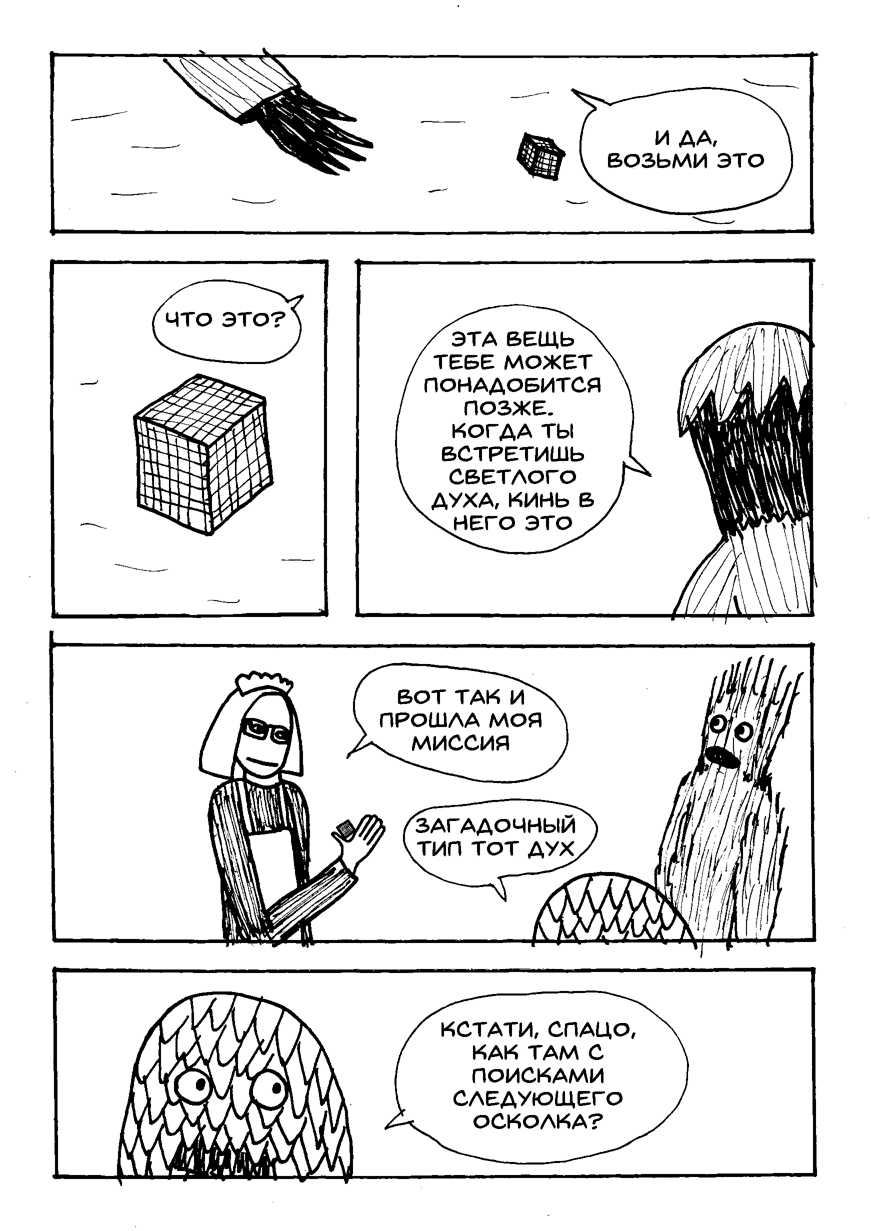 И ДА,
ВОЗЬМИ ЭТО
ЧТО ЭТО?
ЭТА ВЕЩЬ
ТЕБЕ МОЖЕТ
ПОНАДОБИТСЯ
ПОЗЖЕ.
КОГДА ТЫ
ВСТРЕТИШЬ
СВЕТЛОГО
ДУХА, КИНЬ В
НЕГО ЭТО
ВОТ ТАК И
ПРОШЛА МОЯ
МИССИЯ
ЗАГАДОЧНЫЙ
ТИП ТОТ ДУХ
КСТАТИ, СПАЦО,
КАК ТАМ С
ПОИСКАМИ
СЛЕДУЮЩЕГО
ОСКОЛКА?